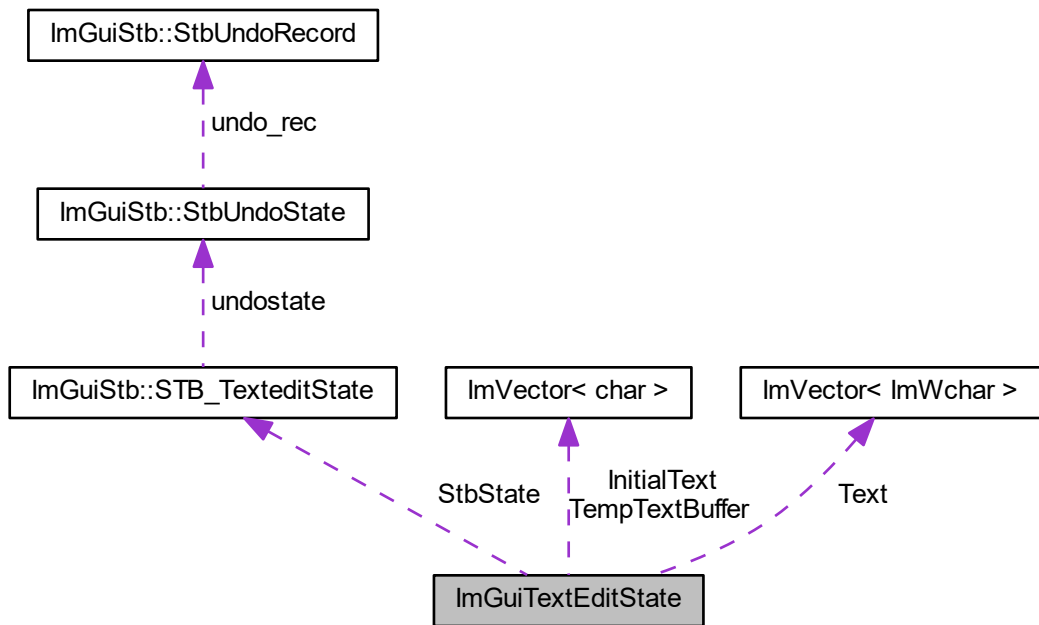 ImGuiStb::StbUndoRecord
undo_rec
ImGuiStb::StbUndoState
undostate
ImGuiStb::STB_TexteditState
ImVector< char >
ImVector< ImWchar >
StbState
InitialText
TempTextBuffer
Text
ImGuiTextEditState